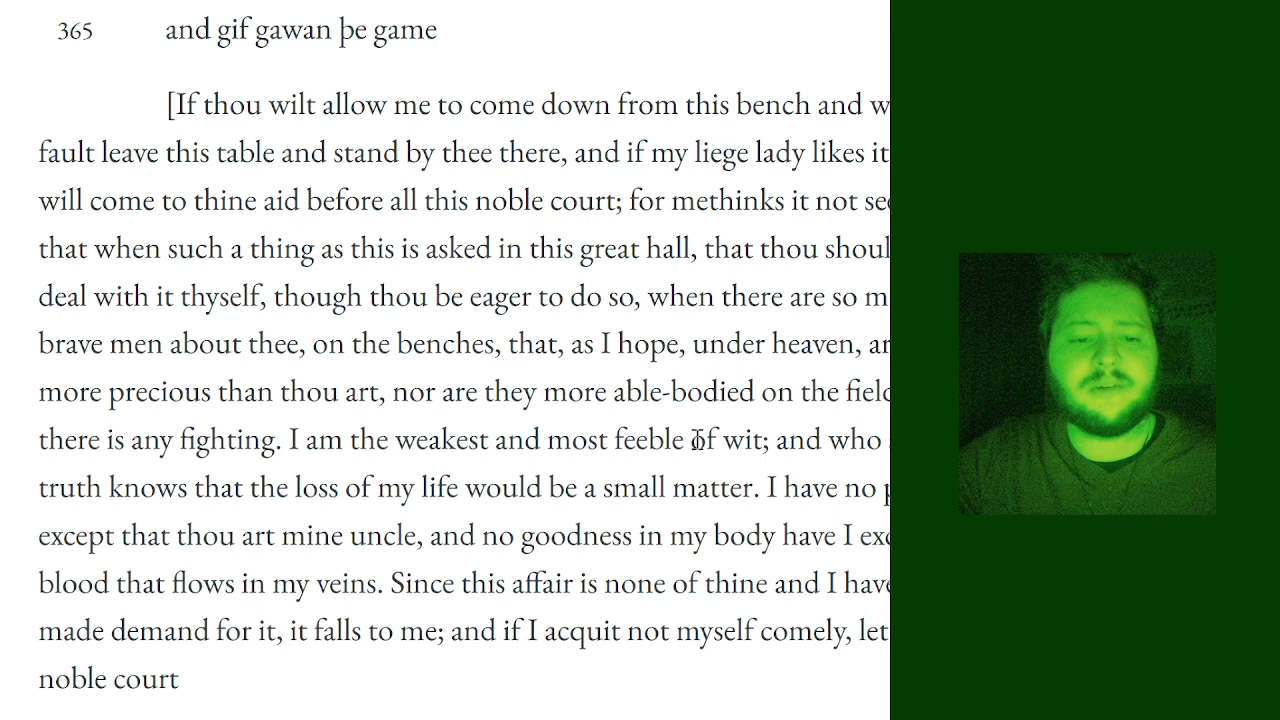 365 and gif gawan þe game
[If thou wilt allow me to come down from this bench and
fault leave this table and stand by thee there, and if my liege lady likes it
will come to thine aid before all this noble court; for methinks it not
that when such a thing as this is asked in this great hall, that thou
deal with it thyself, though thou be eager to do so, when there are so
brave men about thee, on the benches, that, as I hope, under heaven,
more precious than thou art, nor are they more able-bodied on the
there is any fighting. I am the weakest and most feeble of wit; and who
truth knows that the loss of my life would be a small matter. I have no
except that thou art mine uncle, and no goodness in my body have I
blood that flows in my veins. Since this affair is none of thine and I
made demand for it, it falls to me; and if I acquit not myself comely, let
noble court